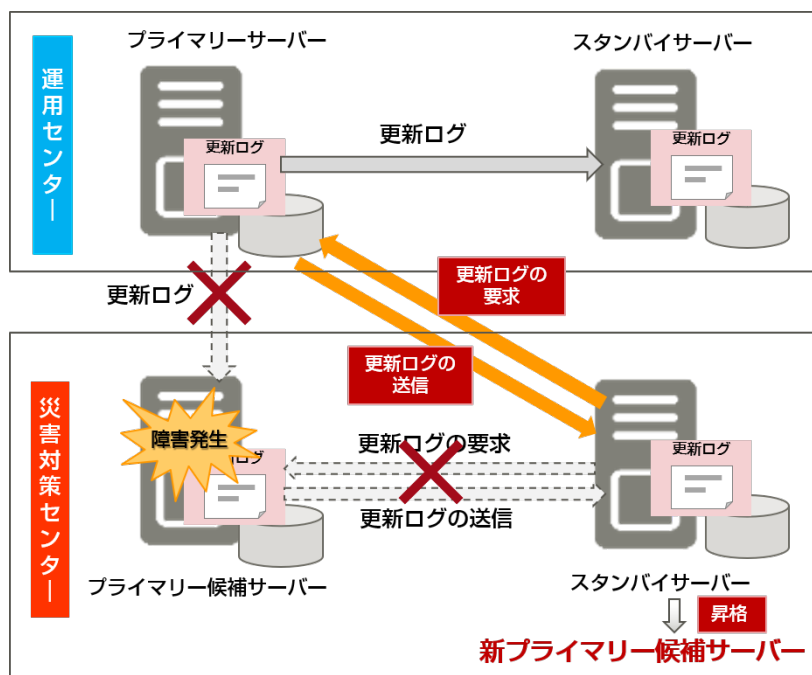 運用センター
プライマリーサーバー
スタンバイサーバー
更新ログ
更新ログ
更新ログ
更新ログ
更新ログの
要求
更新ログの
送信
災害対策センター
障害発生
ログ
更新ログの要求
更新ログの送信
更新ログ
プライマリー候補サーバー
スタンバイサーバー
昇格
新プライマリー候補サーバー